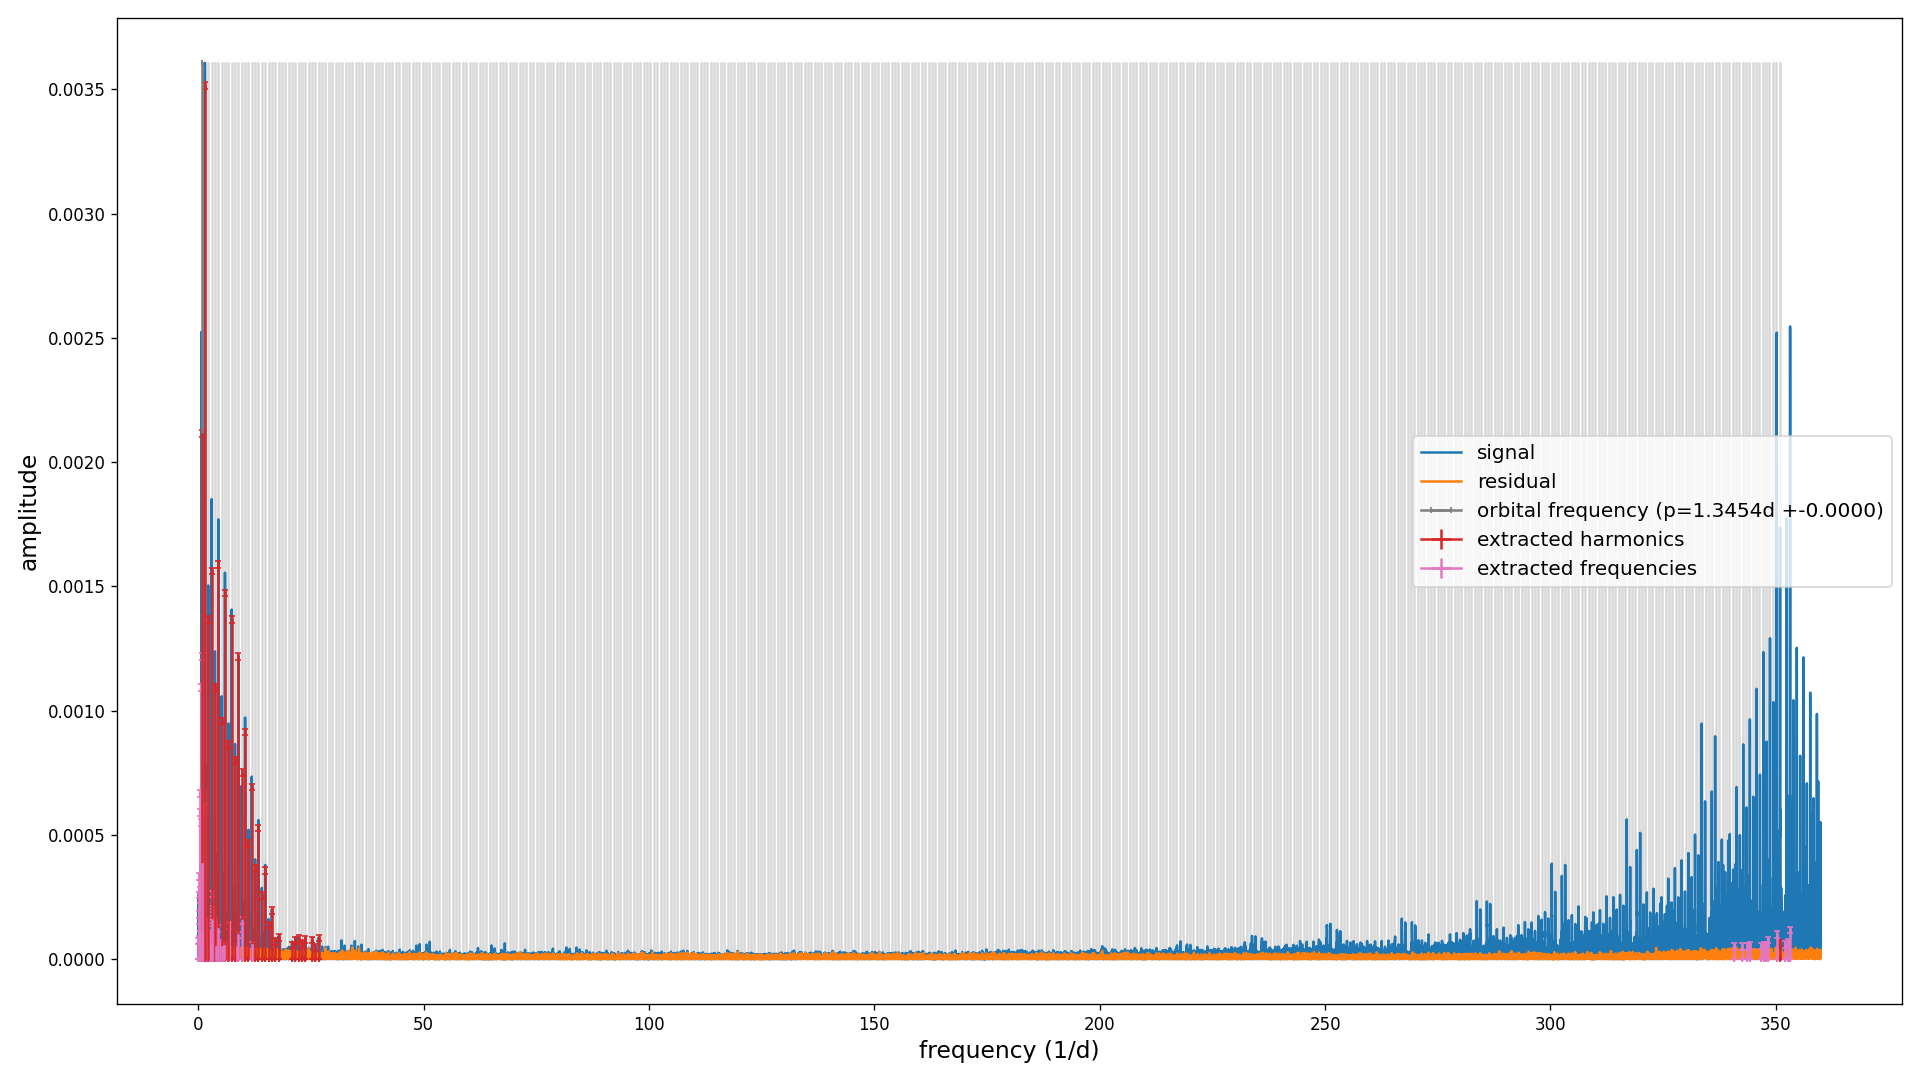 0.0035
0.0030
0.0025
0.0020
0.0015
0.0010
0.0005
0.0000
amplitude
signal
residual
orbital frequency (p=1.3454d +-0.0000)
extracted harmonics
extracted frequencies
0 50 100 150 200 250 300 350
frequency (1/d)